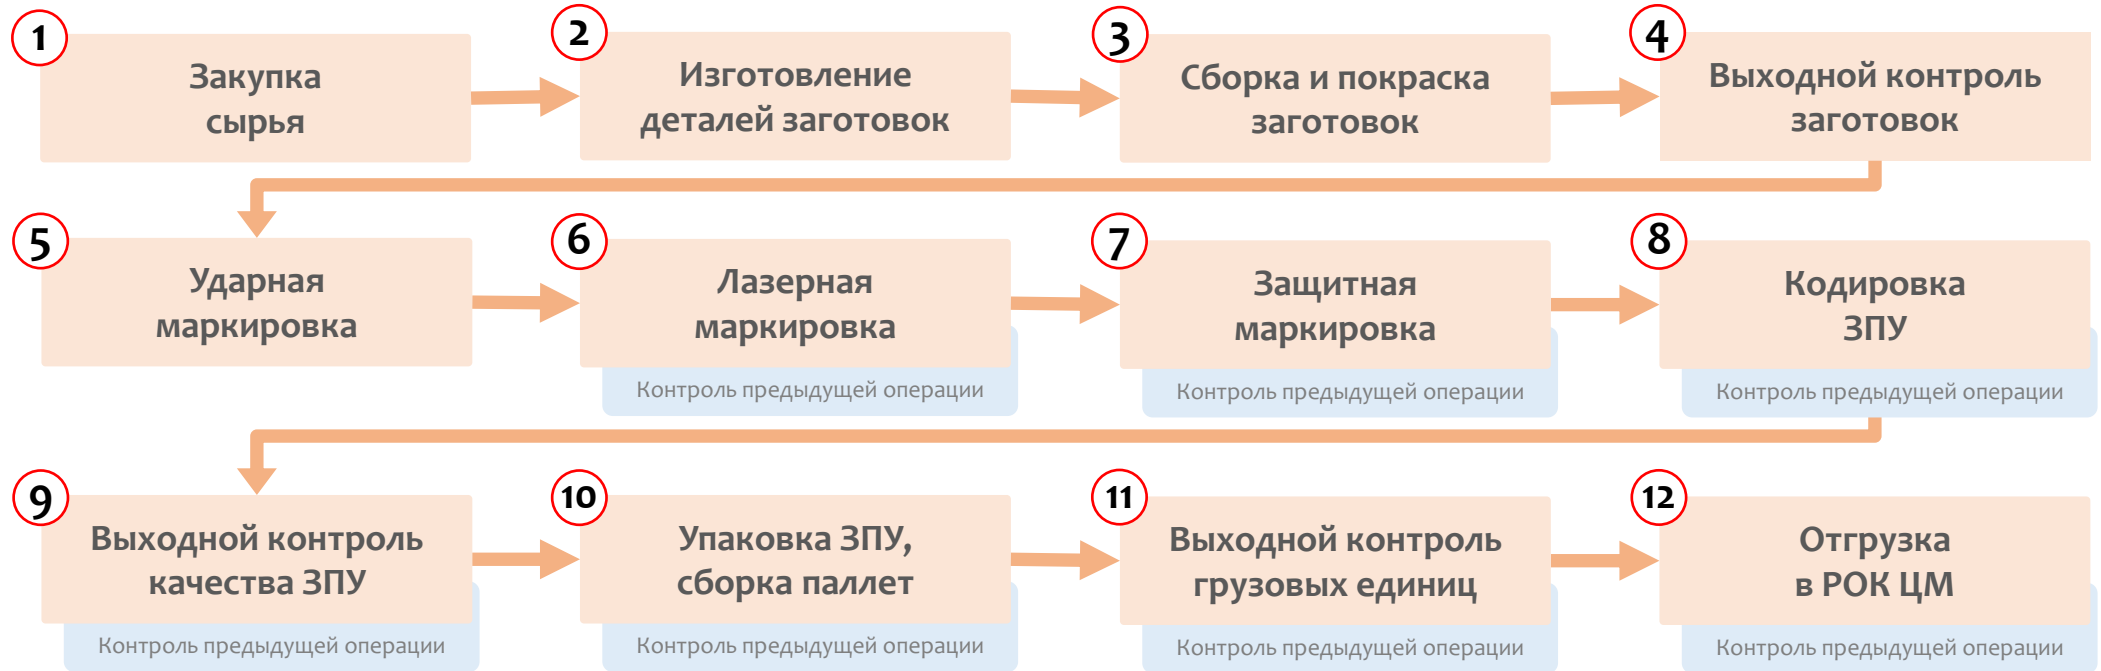 1
Закупка
сырья
2
Изготовление
деталей заготовок
3
Сборка и покраска
заготовок
4
Выходной контроль
заготовок
5
Ударная
маркировка
6
Лазерная
маркировка
Контроль предыдущей операции
7
Защитная
маркировка
Контроль предыдущей операции
8
Кодировка
ЗПУ
Контроль предыдущей операции
9
Выходной контроль
качества ЗПУ
Контроль предыдущей операции
10
Упаковка ЗПУ,
сборка паллет
Контроль предыдущей операции
11
Выходной контроль
грузовых единиц
Контроль предыдущей операции
12
Отгрузка
в РОК ЦМ
Контроль предыдущей операции